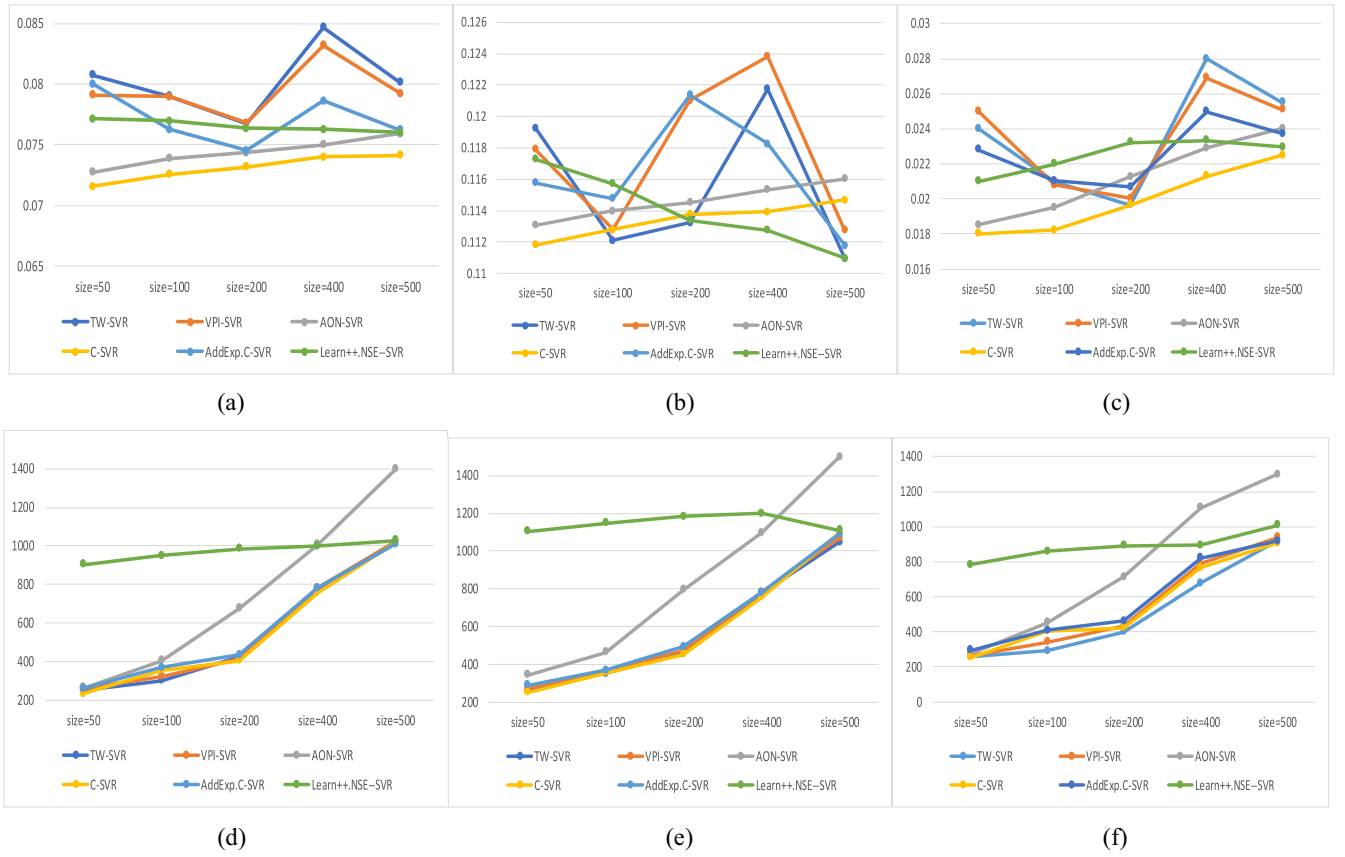 0.085
0.08
0.075
0.07
0.065
size=50 size=100 size=200 size=400 size=500
TW-SVR VPI-SVR AON-SVR
C-SVR AddExp.C-SVR Learn++.NSE--SVR
(a)
0.126
0.124
0.122
0.12
0.118
0.116
0.114
0.112
0.11
size=50 size=100 size=200 size=400 size=500
TW-SVR VPI-SVR AON-SVR
C-SVR AddExp.C-SVR Learn++.NSE--SVR
(b)
0.03
0.028
0.026
0.024
0.022
0.02
0.018
0.016
size=50 size=100 size=200 size=400 size=500
TW-SVR VPI-SVR AON-SVR
C-SVR AddExp.C-SVR Learn++.NSE-SVR
(c)
1400
1200
1000
800
600
400
200
size=50 size=100 size=200 size=400 size=500
TW-SVR VPI-SVR AON-SVR
C-SVR AddExp.C-SVR Learn++.NSE--SVR
(d)
1400
1200
1000
800
600
400
200
size=50 size=100 size=200 size=400 size=500
TW-SVR VPI-SVR AON-SVR
C-SVR AddExp.C-SVR Learn++.NSE--SVR
(e)
1400
1200
1000
800
600
400
200
0
size=50 size=100 size=200 size=400 size=500
TW-SVR VPI-SVR AON-SVR
C-SVR AddExp.C-SVR Learn++.NSE--SVR
(f)